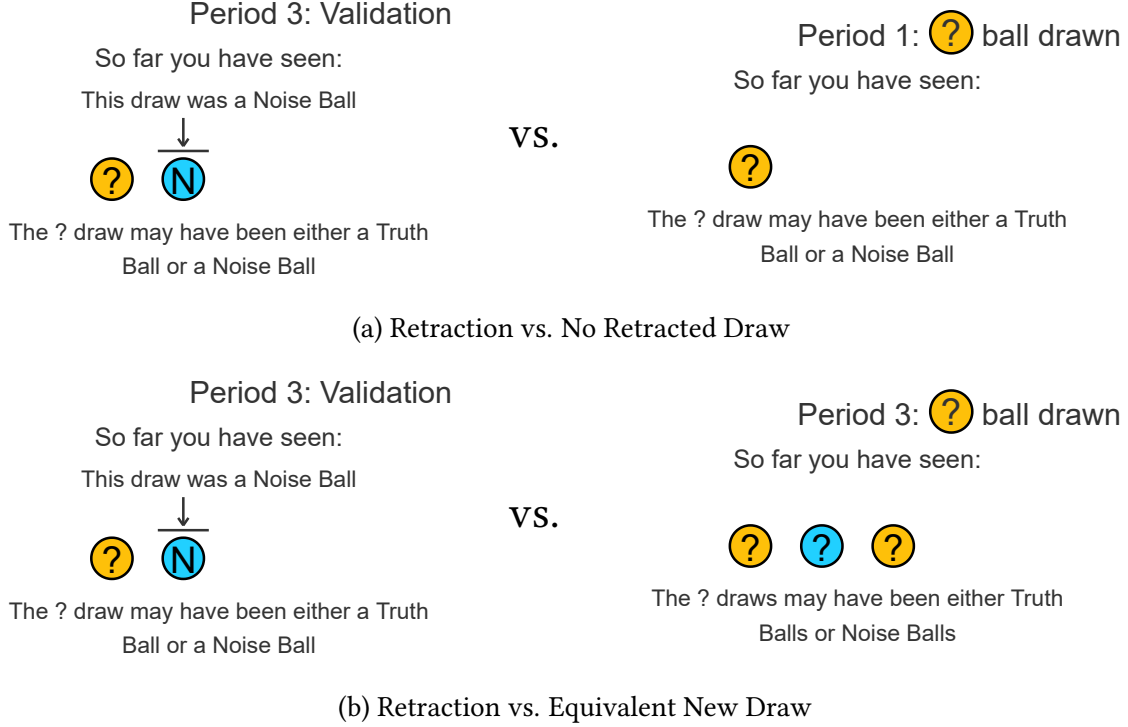 Period 3: Validation
So far you have seen:
This draw was a Noise Ball
? N
The ? draw may have been either a Truth
Ball or a Noise Ball
vs.
Period 1: ? ball drawn
So far you have seen:
?
The ? draw may have been either a Truth
Ball or a Noise Ball
(a) Retraction vs. No Retracted Draw
Period 3: Validation
So far you have seen:
This draw was a Noise Ball
? N
The ? draw may have been either a Truth
Ball or a Noise Ball
vs.
Period 3: ? ball drawn
So far you have seen:
? ? ?
The ? draws may have been either Truth
Balls or Noise Balls
(b) Retraction vs. Equivalent New Draw